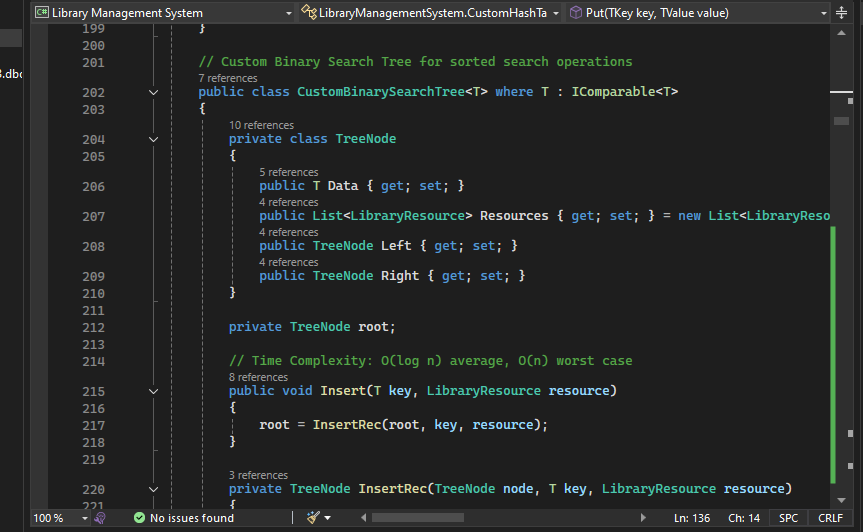 C# Library Management System
LibraryManagementSystem.CustomHashTa
Put(TKey key, TValue value)
199 }
200
201 // Custom Binary Search Tree for sorted search operations
7 references
202 public class CustomBinarySearchTree<T> where T : IComparable<T>
203 {
10 references
204 private class TreeNode
205 {
5 references
206 public T Data { get; set; }
4 references
207 public List<LibraryResource> Resources { get; set; } = new List<LibraryReso
4 references
208 public TreeNode Left { get; set; }
4 references
209 public TreeNode Right { get; set; }
210 }
211
212 private TreeNode root;
213
214 // Time Complexity: O(log n) average, O(n) worst case
8 references
215 public void Insert(T key, LibraryResource resource)
216 {
217 root = InsertRec(root, key, resource);
218 }
219
3 references
220 private TreeNode InsertRec(TreeNode node, T key, LibraryResource resource)
221 {
100 % No issues found Ln: 136 Ch: 14 SPC CRLF